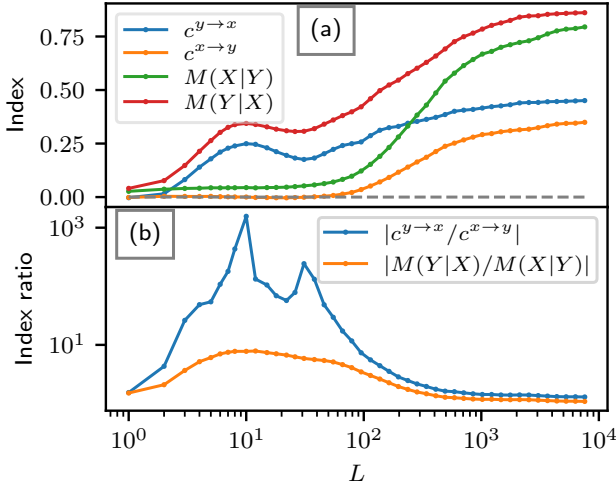 (a)
c^{y→x}
c^{x→y}
M(X|Y)
M(Y|X)
Index
0.75
0.50
0.25
0.00
(b)
|c^{y→x}/c^{x→y}|
|M(Y|X)/M(X|Y)|
Index ratio
10^3
10^1
10^0 10^1 10^2 10^3 10^4
L